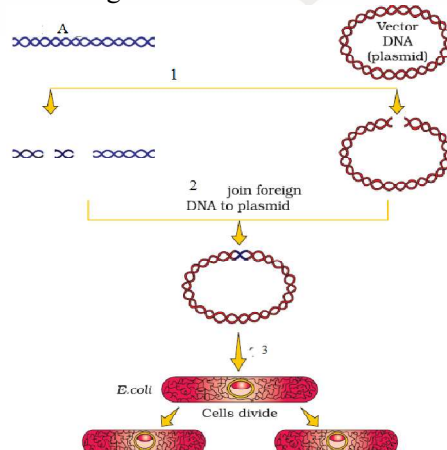 A
Vector
DNA
(plasmid)
1
2 join foreign
DNA to plasmid
3
E.coli
Cells divide